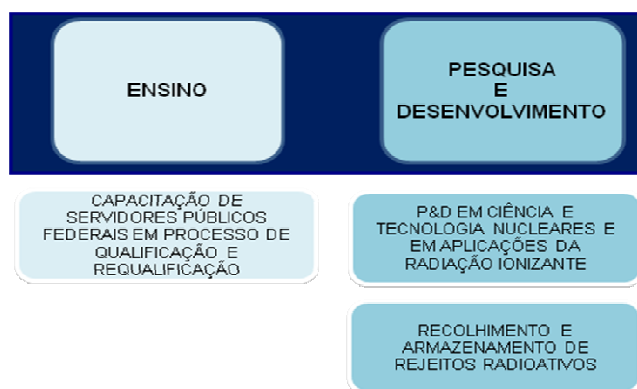 ENSINO
PESQUISA
E
DESENVOLVIMENTO
CAPACITAÇÃO DE
SERVIDORES PÚBLICOS
FEDERAIS EM PROCESSO DE
QUALIFICAÇÃO E
REQUALIFICAÇÃO
P&D EM CIÊNCIA E
TECNOLOGIA NUCLEARES E
EM APLICAÇÕES DA
RADIAÇÃO IONIZANTE
RECOLHIMENTO E
ARMAZENAMENTO DE
REJEITOS RADIOATIVOS